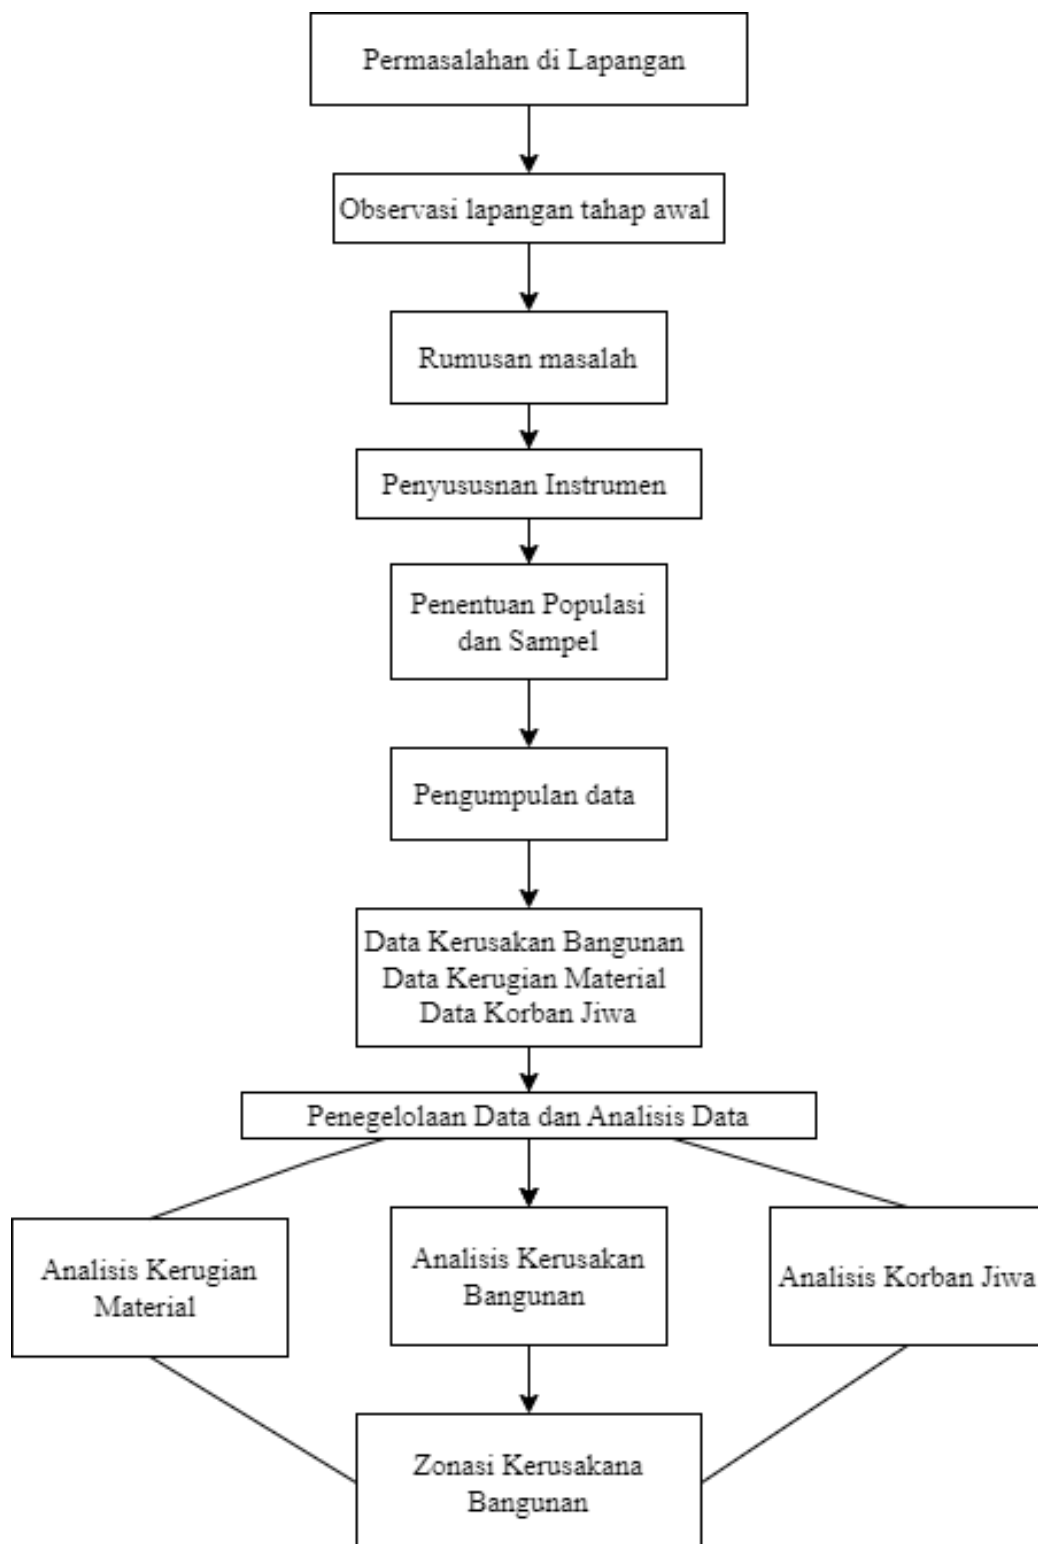 Permasalahan di Lapangan
Observasi lapangan tahap awal
Rumusan masalah
Penyususnan Instrumen
Penentuan Populasi
dan Sampel
Pengumpulan data
Data Kerusakan Bangunan
Data Kerugian Material
Data Korban Jiwa
Penegelolaan Data dan Analisis Data
Analisis Kerugian
Material
Analisis Kerusakan
Bangunan
Analisis Korban Jiwa
Zonasi Kerusakana
Bangunan